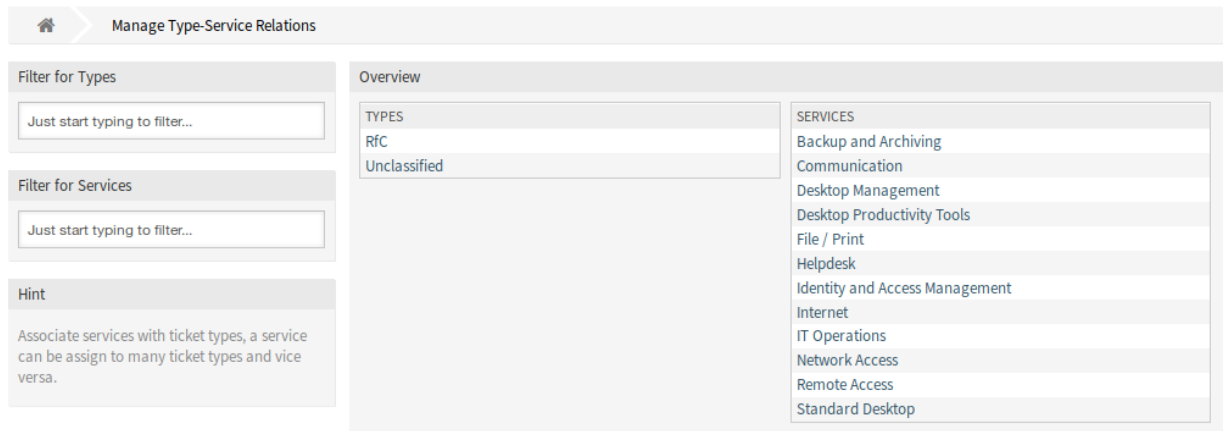 Manage Type-Service Relations
Filter for Types
Just start typing to filter...
Filter for Services
Just start typing to filter...
Hint
Associate services with ticket types, a service
can be assign to many ticket types and vice
versa.
Overview
TYPES
RfC
Unclassified
SERVICES
Backup and Archiving
Communication
Desktop Management
Desktop Productivity Tools
File / Print
Helpdesk
Identity and Access Management
Internet
IT Operations
Network Access
Remote Access
Standard Desktop